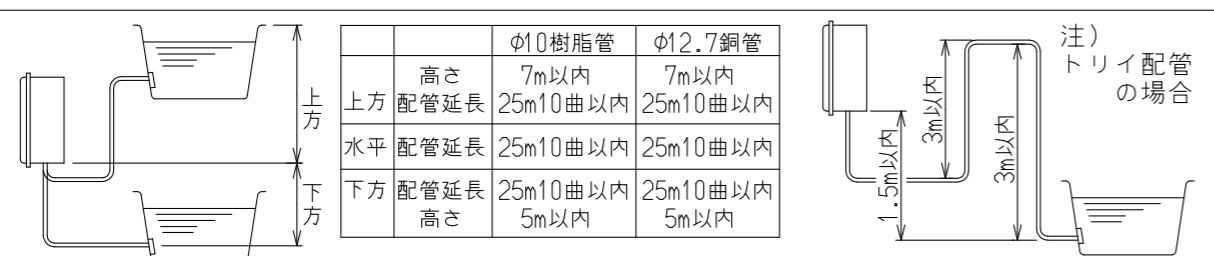 上方
下方
φ10樹脂管 φ12.7銅管
上方 高さ 7m以内 7m以内
配管延長 25m10曲以内 25m10曲以内
水平 配管延長 25m10曲以内 25m10曲以内
下方 配管延長 25m10曲以内 25m10曲以内
高さ 5m以内 5m以内
1.5m以内
3m以内
3m以内
注)
トリイ配管
の場合